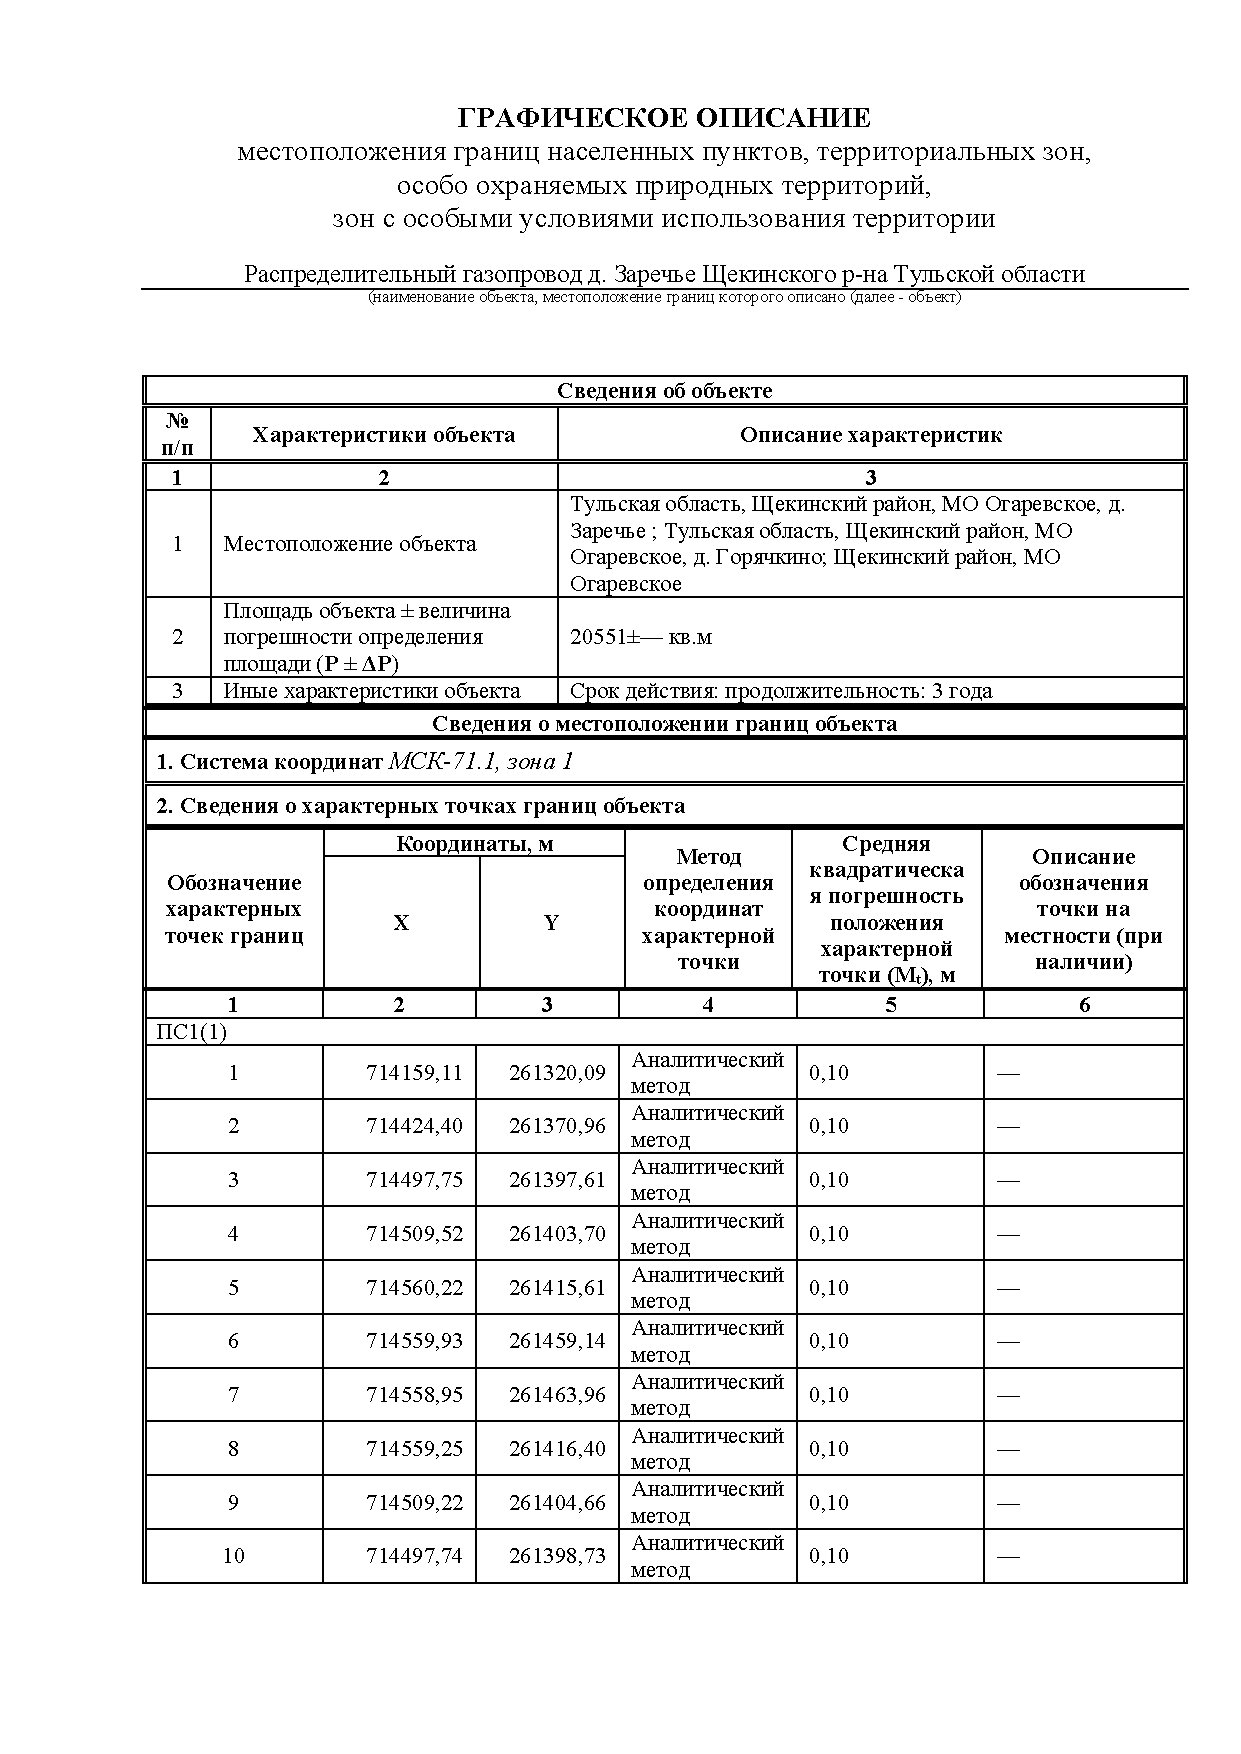 ГРАФИЧЕСКОЕ ОПИСАНИЕ
местоположения границ населенных пунктов, территориальных зон,
особо охраняемых природных территорий,
зон с особыми условиями использования территории
Распределительный газопровод д. Заречье Щекинского р-на Тульской области
(наименование объекта, местоположение границ которого описано (далее - объект)
Сведения об объекте
№
п/п
Характеристики объекта
Описание характеристик
1 2 3
1
Местоположение объекта
Тульская область, Щекинский район, МО Огаревское, д.
Заречье ; Тульская область, Щекинский район, МО
Огаревское, д. Горячкино; Щекинский район, МО
Огаревское
2
Площадь объекта ± величина
погрешности определения
площади (P ± ΔP)
20551±— кв.м
3 Иные характеристики объекта Срок действия: продолжительность: 3 года
Сведения о местоположении границ объекта
1. Система координат МСК-71.1, зона 1
2. Сведения о характерных точках границ объекта
Обозначение
характерных
точек границ
Координаты, м
X Y
Метод
определения
координат
характерной
точки
Средняя
квадратическа
я погрешность
положения
характерной
точки (Mt), м
Описание
обозначения
точки на
местности (при
наличии)
1 2 3 4 5 6
ПС1(1)
1 714159,11 261320,09 Аналитический
метод 0,10 —
2 714424,40 261370,96 Аналитический
метод 0,10 —
3 714497,75 261397,61 Аналитический
метод 0,10 —
4 714509,52 261403,70 Аналитический
метод 0,10 —
5 714560,22 261415,61 Аналитический
метод 0,10 —
6 714559,93 261459,14 Аналитический
метод 0,10 —
7 714558,95 261463,96 Аналитический
метод 0,10 —
8 714559,25 261416,40 Аналитический
метод 0,10 —
9 714509,22 261404,66 Аналитический
метод 0,10 —
10 714497,74 261398,73 Аналитический
метод 0,10 —